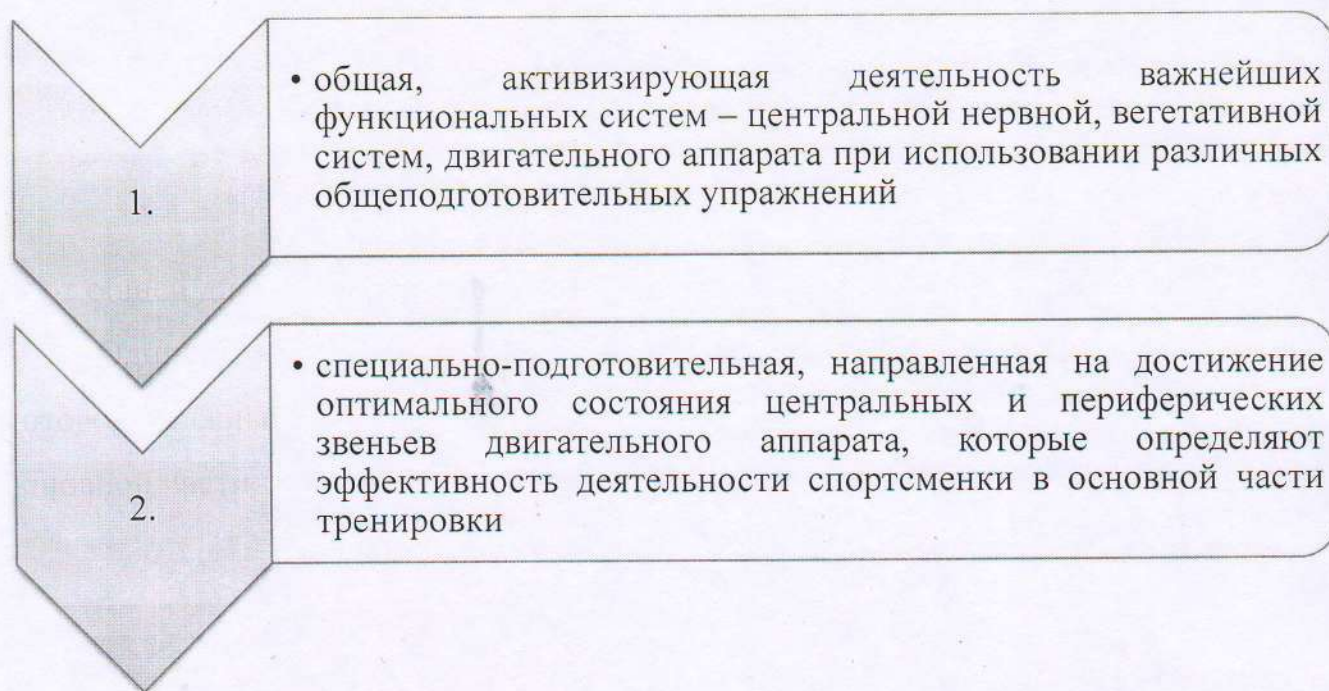 1.
• общая, активизирующая деятельность важнейших
функциональных систем – центральной нервной, вегетативной
систем, двигательного аппарата при использовании различных
общеподготовительных упражнений
2.
• специально-подготовительная, направленная на достижение
оптимального состояния центральных и периферических
звеньев двигательного аппарата, которые определяют
эффективность деятельности спортсменки в основной части
тренировки